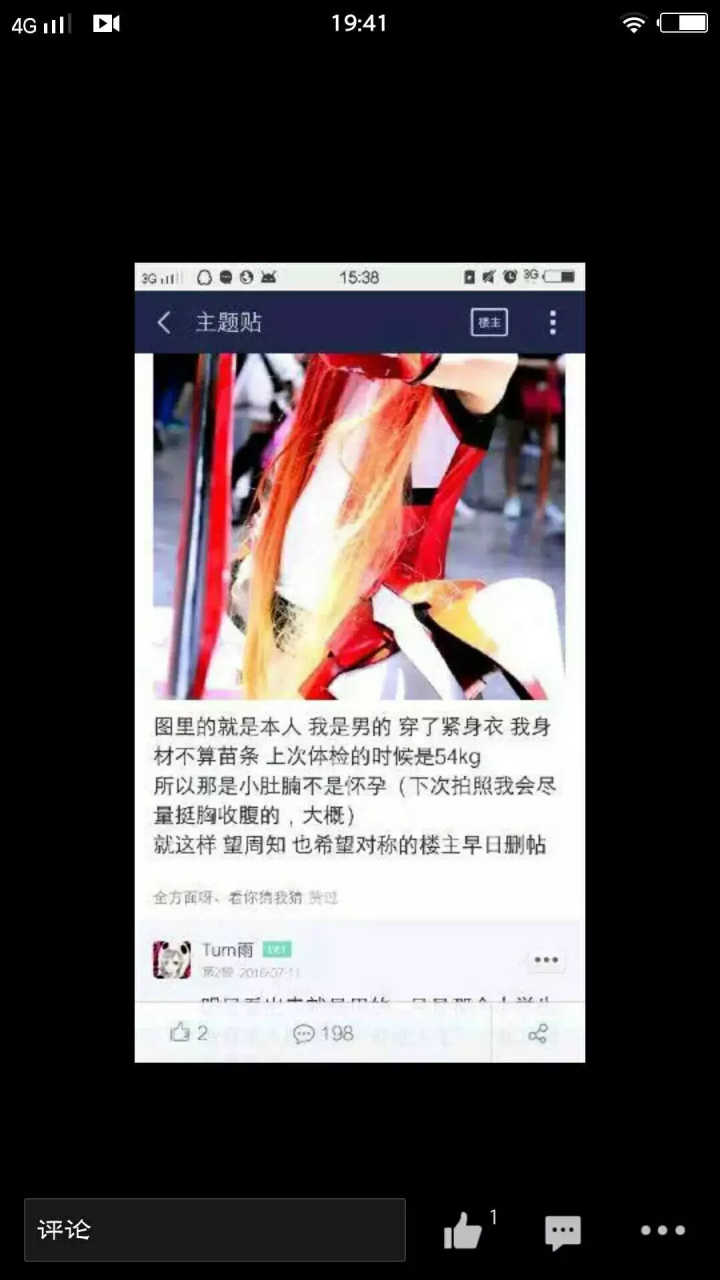 4G 19:41
3G 15:38 3G
主题贴 楼主
图里的就是本人 我是男的 穿了紧身衣 我身
材不算苗条 上次体检的时候是54kg
所以那是小肚腩不是怀孕（下次拍照我会尽
量挺胸收腹的，大概）
就这样 望周知 也希望对称的楼主早日删帖
全方面呀、看你猜我猜 赞过
Turn雨
第2楼 2016-07-11
2 198
评论 1